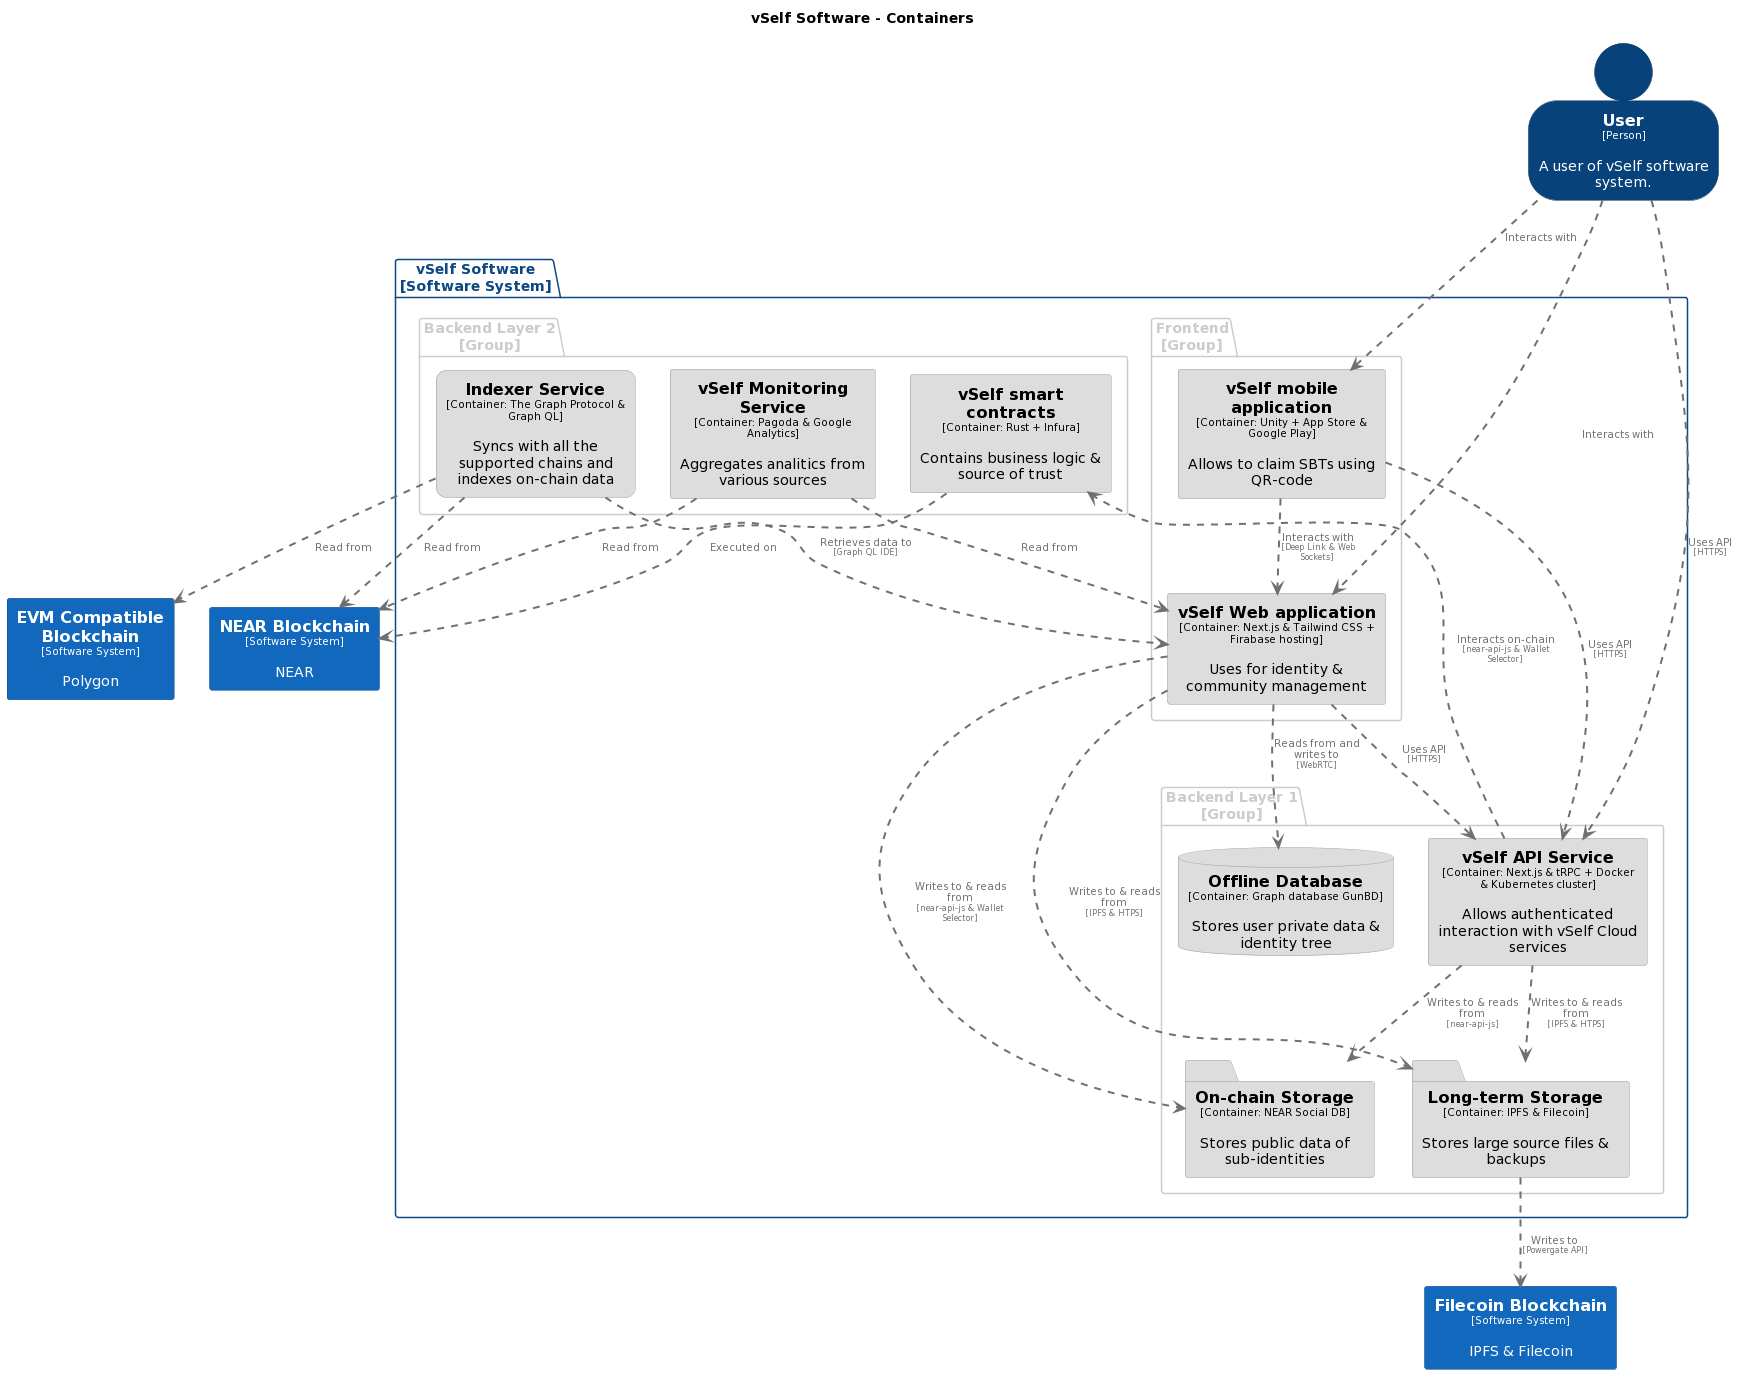 vSelf Software - Containers
User
[Person]
A user of vSelf software
system.
Interacts with
vSelf Software
[Software System]
Backend Layer 2
[Group]
Frontend
[Group]
Indexer Service
[Container: The Graph Protocol &
Graph QL]
Syncs with all the
supported chains and
indexes on-chain data
vSelf Monitoring
Service
[Container: Pagoda & Google
Analytics]
Aggregates analitics from
various sources
vSelf smart
contracts
[Container: Rust + Infura]
Contains business logic &
source of trust
vSelf mobile
application
[Container: Unity + App Store &
Google Play]
Allows to claim SBTs using
QR-code
Interacts with
Read from
Read from
Read from
Executed on
Retrieves data to
[Graph QL IDE]
Read from
Interacts with
[Deep Link & Web
Sockets]
Uses API
[HTTPS]
EVM Compatible
Blockchain
[Software System]
Polygon
NEAR Blockchain
[Software System]
NEAR
vSelf Web application
[Container: Next.js & Tailwind CSS +
Firabase hosting]
Uses for identity &
community management
Interacts on-chain
[near-api-js & Wallet
Selector]
Uses API
[HTTPS]
Reads from and
writes to
[WebRTC]
Uses API
[HTTPS]
Backend Layer 1
[Group]
Writes to & reads
from
[near-api-js & Wallet
Selector]
Writes to & reads
from
[IPFS & HTPS]
Offline Database
[Container: Graph database GunBD]
Stores user private data &
identity tree
vSelf API Service
[Container: Next.js & tRPC + Docker
& Kubernetes cluster]
Allows authenticated
interaction with vSelf Cloud
services
Writes to & reads
from
[near-api-js]
Writes to & reads
from
[IPFS & HTPS]
On-chain Storage
[Container: NEAR Social DB]
Stores public data of
sub-identities
Long-term Storage
[Container: IPFS & Filecoin]
Stores large source files &
backups
Writes to
[Powergate API]
Filecoin Blockchain
[Software System]
IPFS & Filecoin